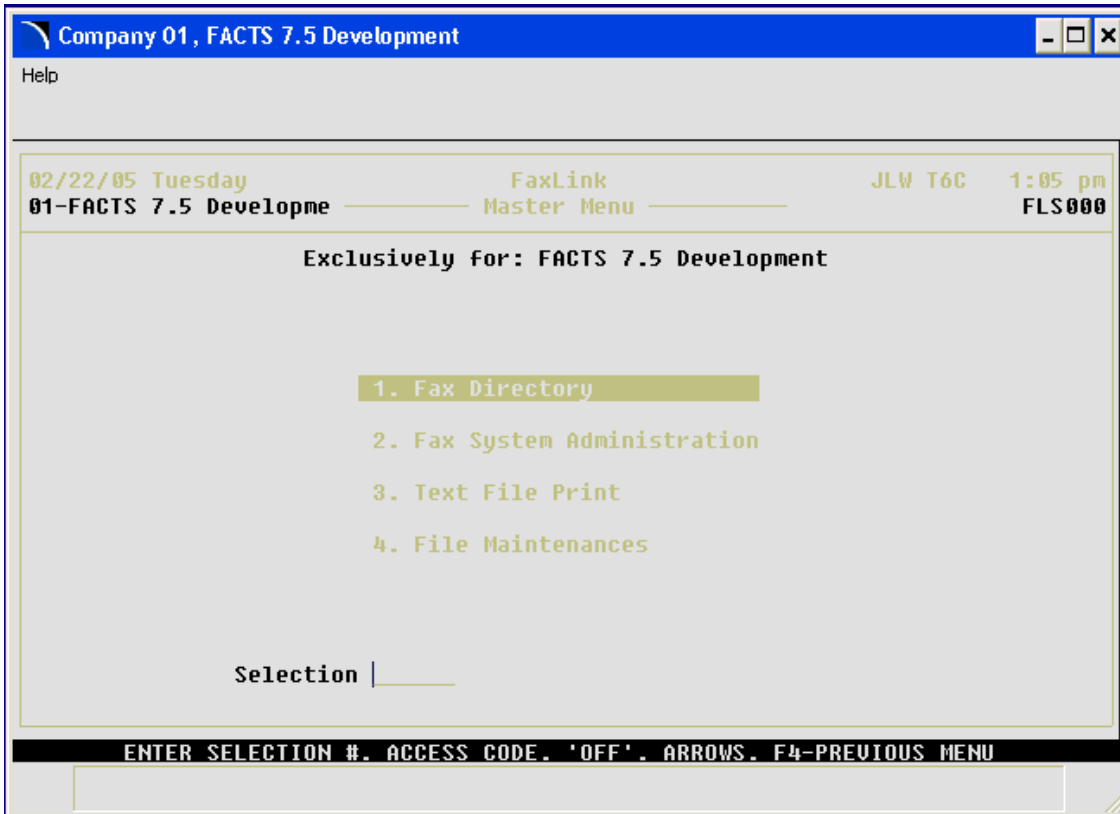 Company 01, FACTS 7.5 Development
Help
02/22/05 Tuesday FaxLink JLW T6C 1:05 pm
01-FACTS 7.5 Developme Master Menu FLS000
Exclusively for: FACTS 7.5 Development
1. Fax Directory
2. Fax System Administration
3. Text File Print
4. File Maintenances
Selection
ENTER SELECTION #. ACCESS CODE. 'OFF'. ARROWS. F4-PREVIOUS MENU